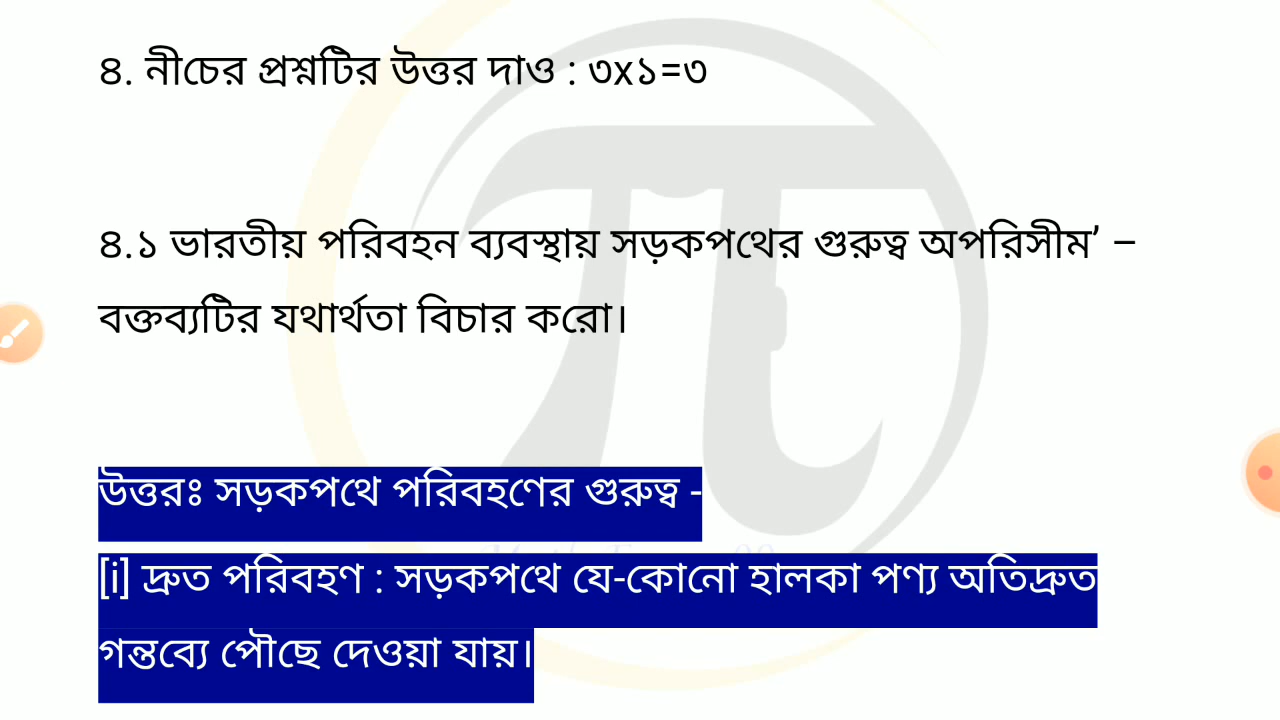 ৪. নীচের প্রশ্নটির উত্তর দাও : ৩x১=৩
৪.১ ভারতীয় পরিবহন ব্যবস্থায় সড়কপথের গুরুত্ব অপরিসীম’ –
বক্তব্যটির যথার্থতা বিচার করো।
উত্তরঃ সড়কপথে পরিবহণের গুরুত্ব -
[i] দ্রুত পরিবহণ : সড়কপথে যে-কোনো হালকা পণ্য অতিদ্রুত
গন্তব্যে পৌছে দেওয়া যায়।